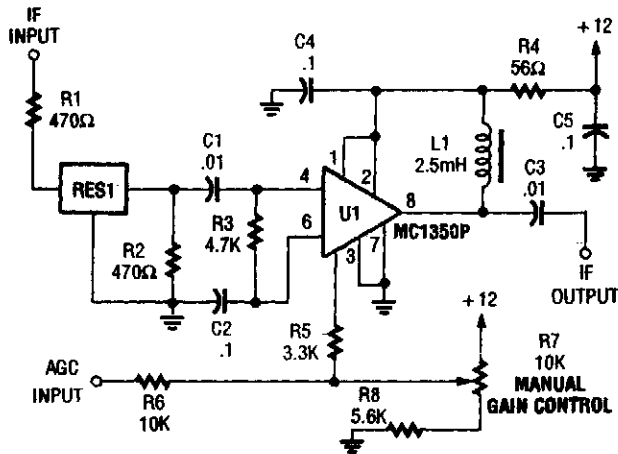 IF
INPUT
R1
470Ω
RES1
C1
.01
R2
470Ω
C2
.1
R3
4.7K
C4
.1
1
2
4
6
U1
3
7
8
MC1350P
R4
56Ω
+12
C5
.1
L1
2.5mH
C3
.01
IF
OUTPUT
R5
3.3K
AGC
INPUT
R6
10K
+12
R7
10K
MANUAL
GAIN CONTROL
R8
5.6K